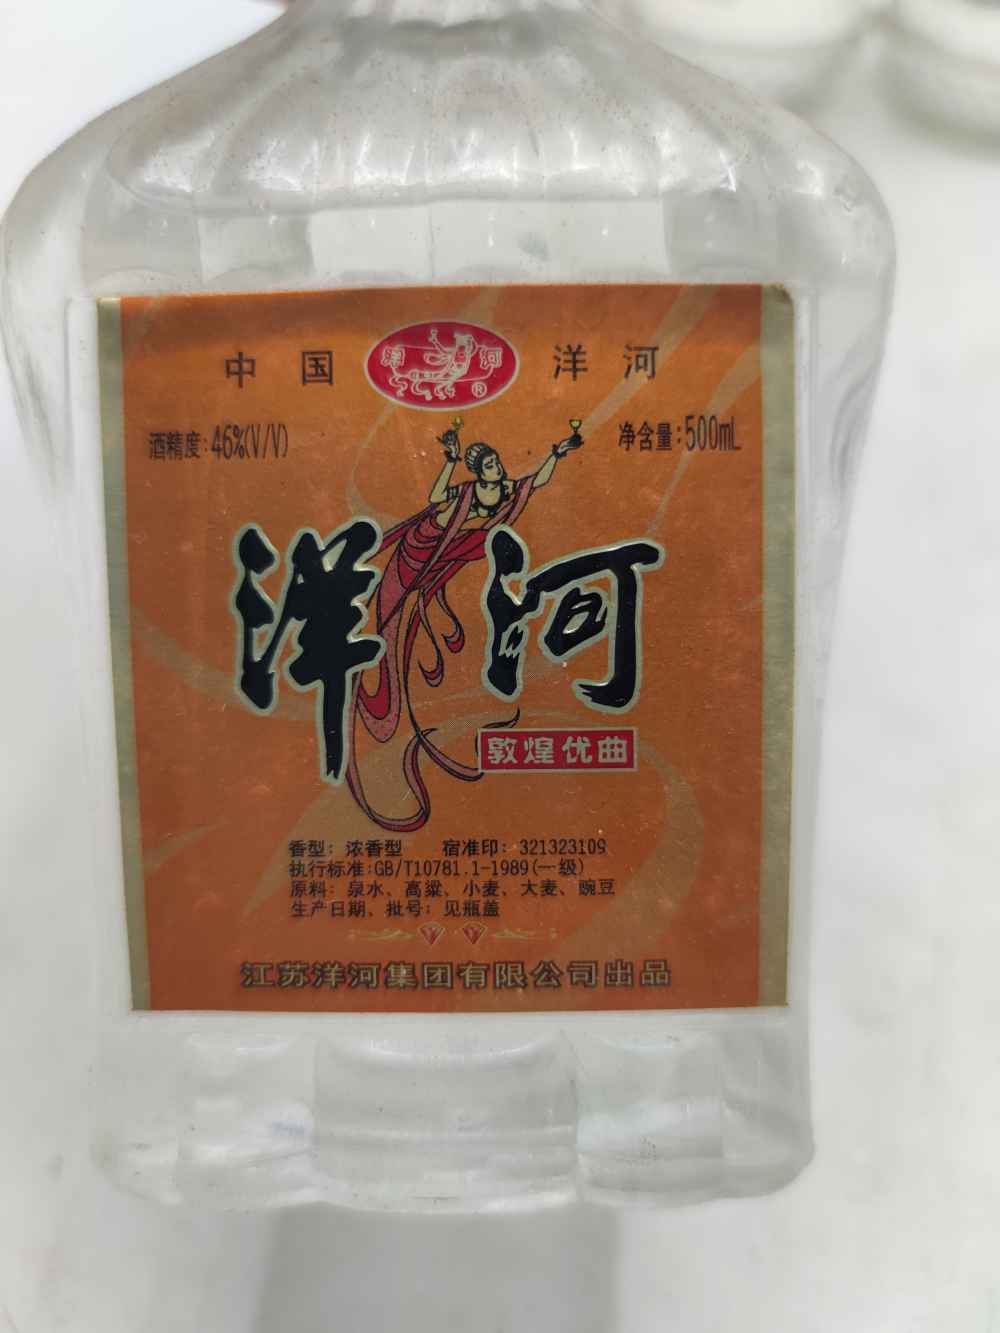 中国 洋河® 洋河
酒精度:46%(V/V) 净含量:500mL
洋河
敦煌优曲
香型：浓香型 宿准印：321323109
执行标准:GB/T10781.1-1989(一级)
原料：泉水、高粱、小麦、大麦、豌豆
生产日期、批号：见瓶盖
江苏洋河集团有限公司出品